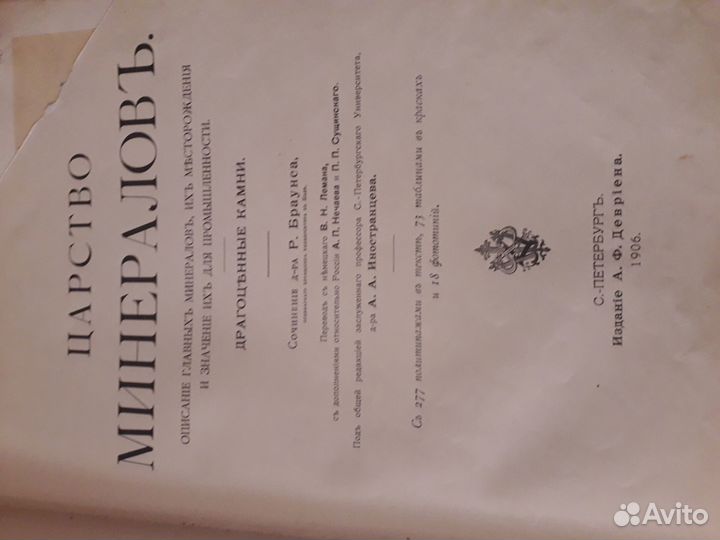 ЦАРСТВО
МИНЕРАЛОВЪ.
ОПИСАНІЕ ГЛАВНЫХЪ МИНЕРАЛОВЪ, ИХЪ МѢСТОРОЖДЕНІЯ
И ЗНАЧЕНІЕ ИХЪ ДЛЯ ПРОМЫШЛЕННОСТИ.
ДРАГОЦѢННЫЕ КАМНИ.
Сочиненіе д-ра Р. Браунса,
Переводъ съ нѣмецкаго В. Н. Лемана,
съ дополненіями относительно Россіи А. П. Нечаева и П. П. Сущинскаго.
Подъ общей редакціей заслуженнаго профессора С.-Петербургскаго Университета,
д-ра А. А. Иностранцева.
Съ 277 политипажами въ текстѣ, 73 таблицами въ краскахъ
и 18 фототипій.
С.-ПЕТЕРБУРГЪ.
Изданіе А. Ф. Девріена.
1906.
Avito